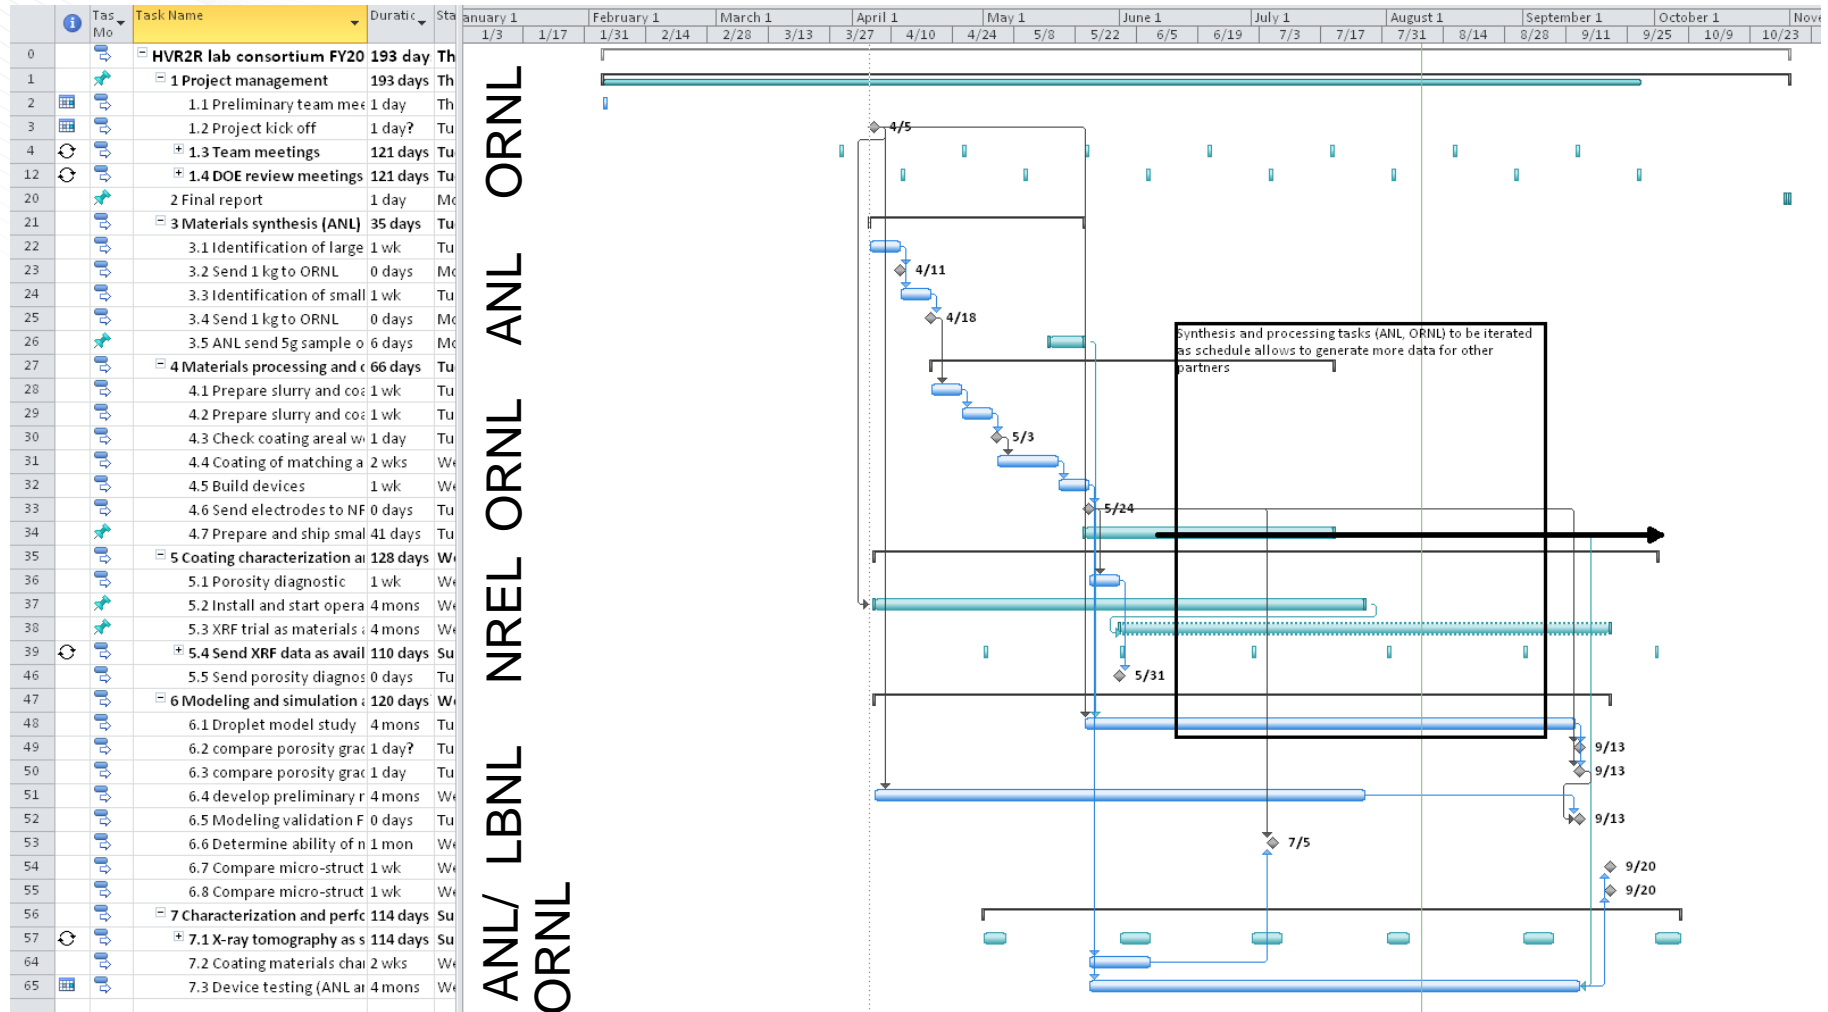 Tas Mo Task Name Duratic Sta
anuary 1 February 1 March 1 April 1 May 1 June 1 July 1 August 1 September 1 October 1 Nove
1/3 1/17 1/31 2/14 2/28 3/13 3/27 4/10 4/24 5/8 5/22 6/5 6/19 7/3 7/17 7/31 8/14 8/28 9/11 9/25 10/9 10/23
0 HVR2R lab consortium FY20 193 day Th
1 1 Project management 193 days Th
2 1.1 Preliminary team mee 1 day Th
3 1.2 Project kick off 1 day? Tu 4/5
4 1.3 Team meetings 121 days Tu
12 1.4 DOE review meetings 121 days Tu
20 2 Final report 1 day Mo
21 3 Materials synthesis (ANL) 35 days Tu
22 3.1 Identification of large 1 wk Tu
23 3.2 Send 1 kg to ORNL 0 days Mo 4/11
24 3.3 Identification of small 1 wk Tu
25 3.4 Send 1 kg to ORNL 0 days Mo 4/18
26 3.5 ANL send 5g sample o 6 days Mo
27 4 Materials processing and c 66 days Tu
28 4.1 Prepare slurry and coa 1 wk Tu
29 4.2 Prepare slurry and coa 1 wk Tu
30 4.3 Check coating areal w 1 day Tu 5/3
31 4.4 Coating of matching a 2 wks We
32 4.5 Build devices 1 wk We
33 4.6 Send electrodes to NF 0 days Tu 5/24
34 4.7 Prepare and ship smal 41 days Tu
35 5 Coating characterization a 128 days We
36 5.1 Porosity diagnostic 1 wk We
37 5.2 Install and start opera 4 mons We
38 5.3 XRF trial as materials a 4 mons We
39 5.4 Send XRF data as avail 110 days Su
46 5.5 Send porosity diagnos 0 days Tu 5/31
47 6 Modeling and simulation a 120 days We
48 6.1 Droplet model study 4 mons Tu
49 6.2 compare porosity grad 1 day? Tu 9/13
50 6.3 compare porosity grad 1 day Tu 9/13
51 6.4 develop preliminary r 4 mons We
52 6.5 Modeling validation F 0 days Tu 9/13
53 6.6 Determine ability of n 1 mon We 7/5
54 6.7 Compare micro-struct 1 wk We 9/20
55 6.8 Compare micro-struct 1 wk We 9/20
56 7 Characterization and perfc 114 days Su
57 7.1 X-ray tomography as s 114 days Su
64 7.2 Coating materials char 2 wks We
65 7.3 Device testing (ANL ar 4 mons We
ORNL
ANL
ORNL
NREL
LBNL
ANL/
ORNL
Synthesis and processing tasks (ANL, ORNL) to be iterated
as schedule allows to generate more data for other
partners